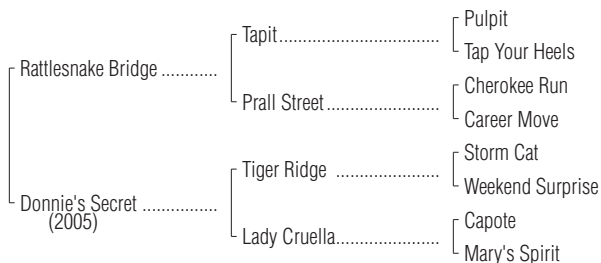 Pulpit
Tapit..................................
Tap Your Heels
Rattlesnake Bridge ............
Cherokee Run
Prall Street........................
Career Move
Storm Cat
Tiger Ridge ......................
Weekend Surprise
Donnie's Secret ................
(2005)
Capote
Lady Cruella......................
Mary's Spirit